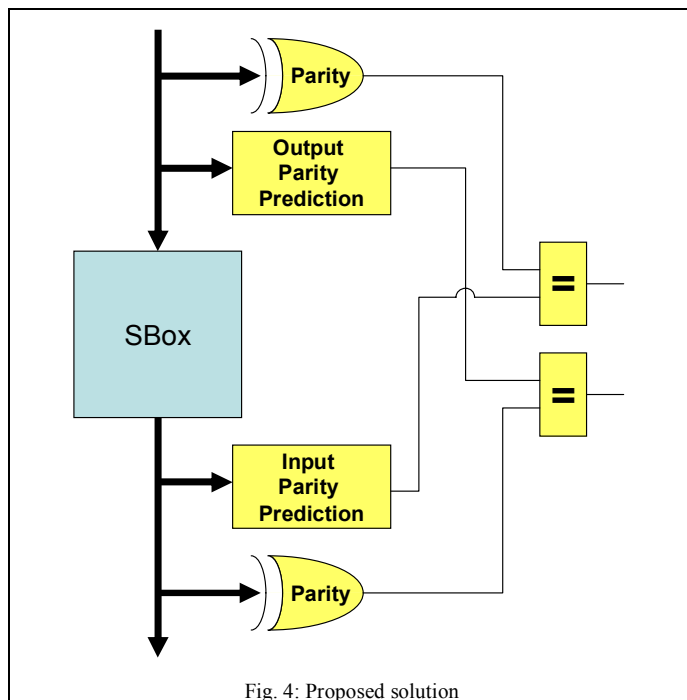 Parity
Output
Parity
Prediction
=
SBox
=
Input
Parity
Prediction
Parity
Fig. 4: Proposed solution